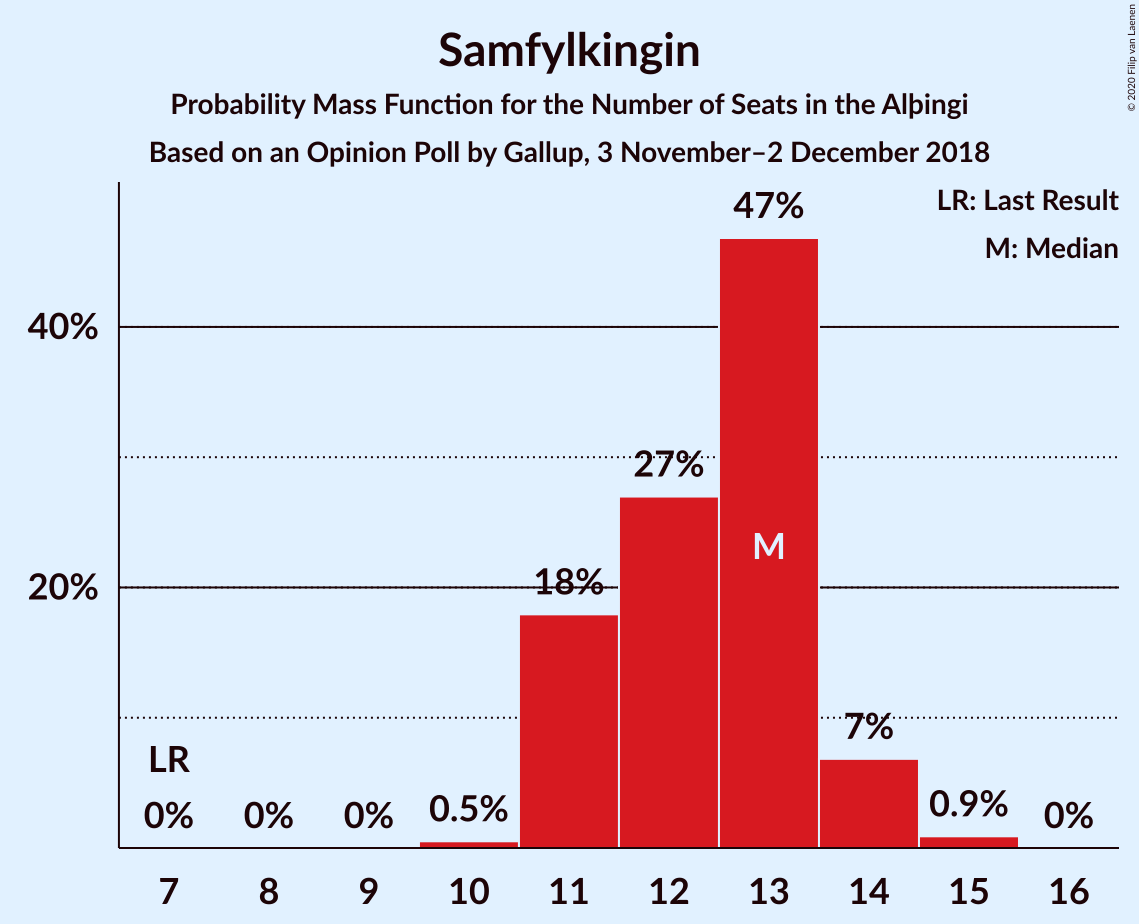 Samfylkingin
Probability Mass Function for the Number of Seats in the Alþingi
Based on an Opinion Poll by Gallup, 3 November–2 December 2018
© 2020 Filip van Laenen
LR: Last Result
M: Median
47%
40%
27%
M
20%
18%
7%
LR
0% 0% 0% 0.5% 0.9% 0%
7 8 9 10 11 12 13 14 15 16